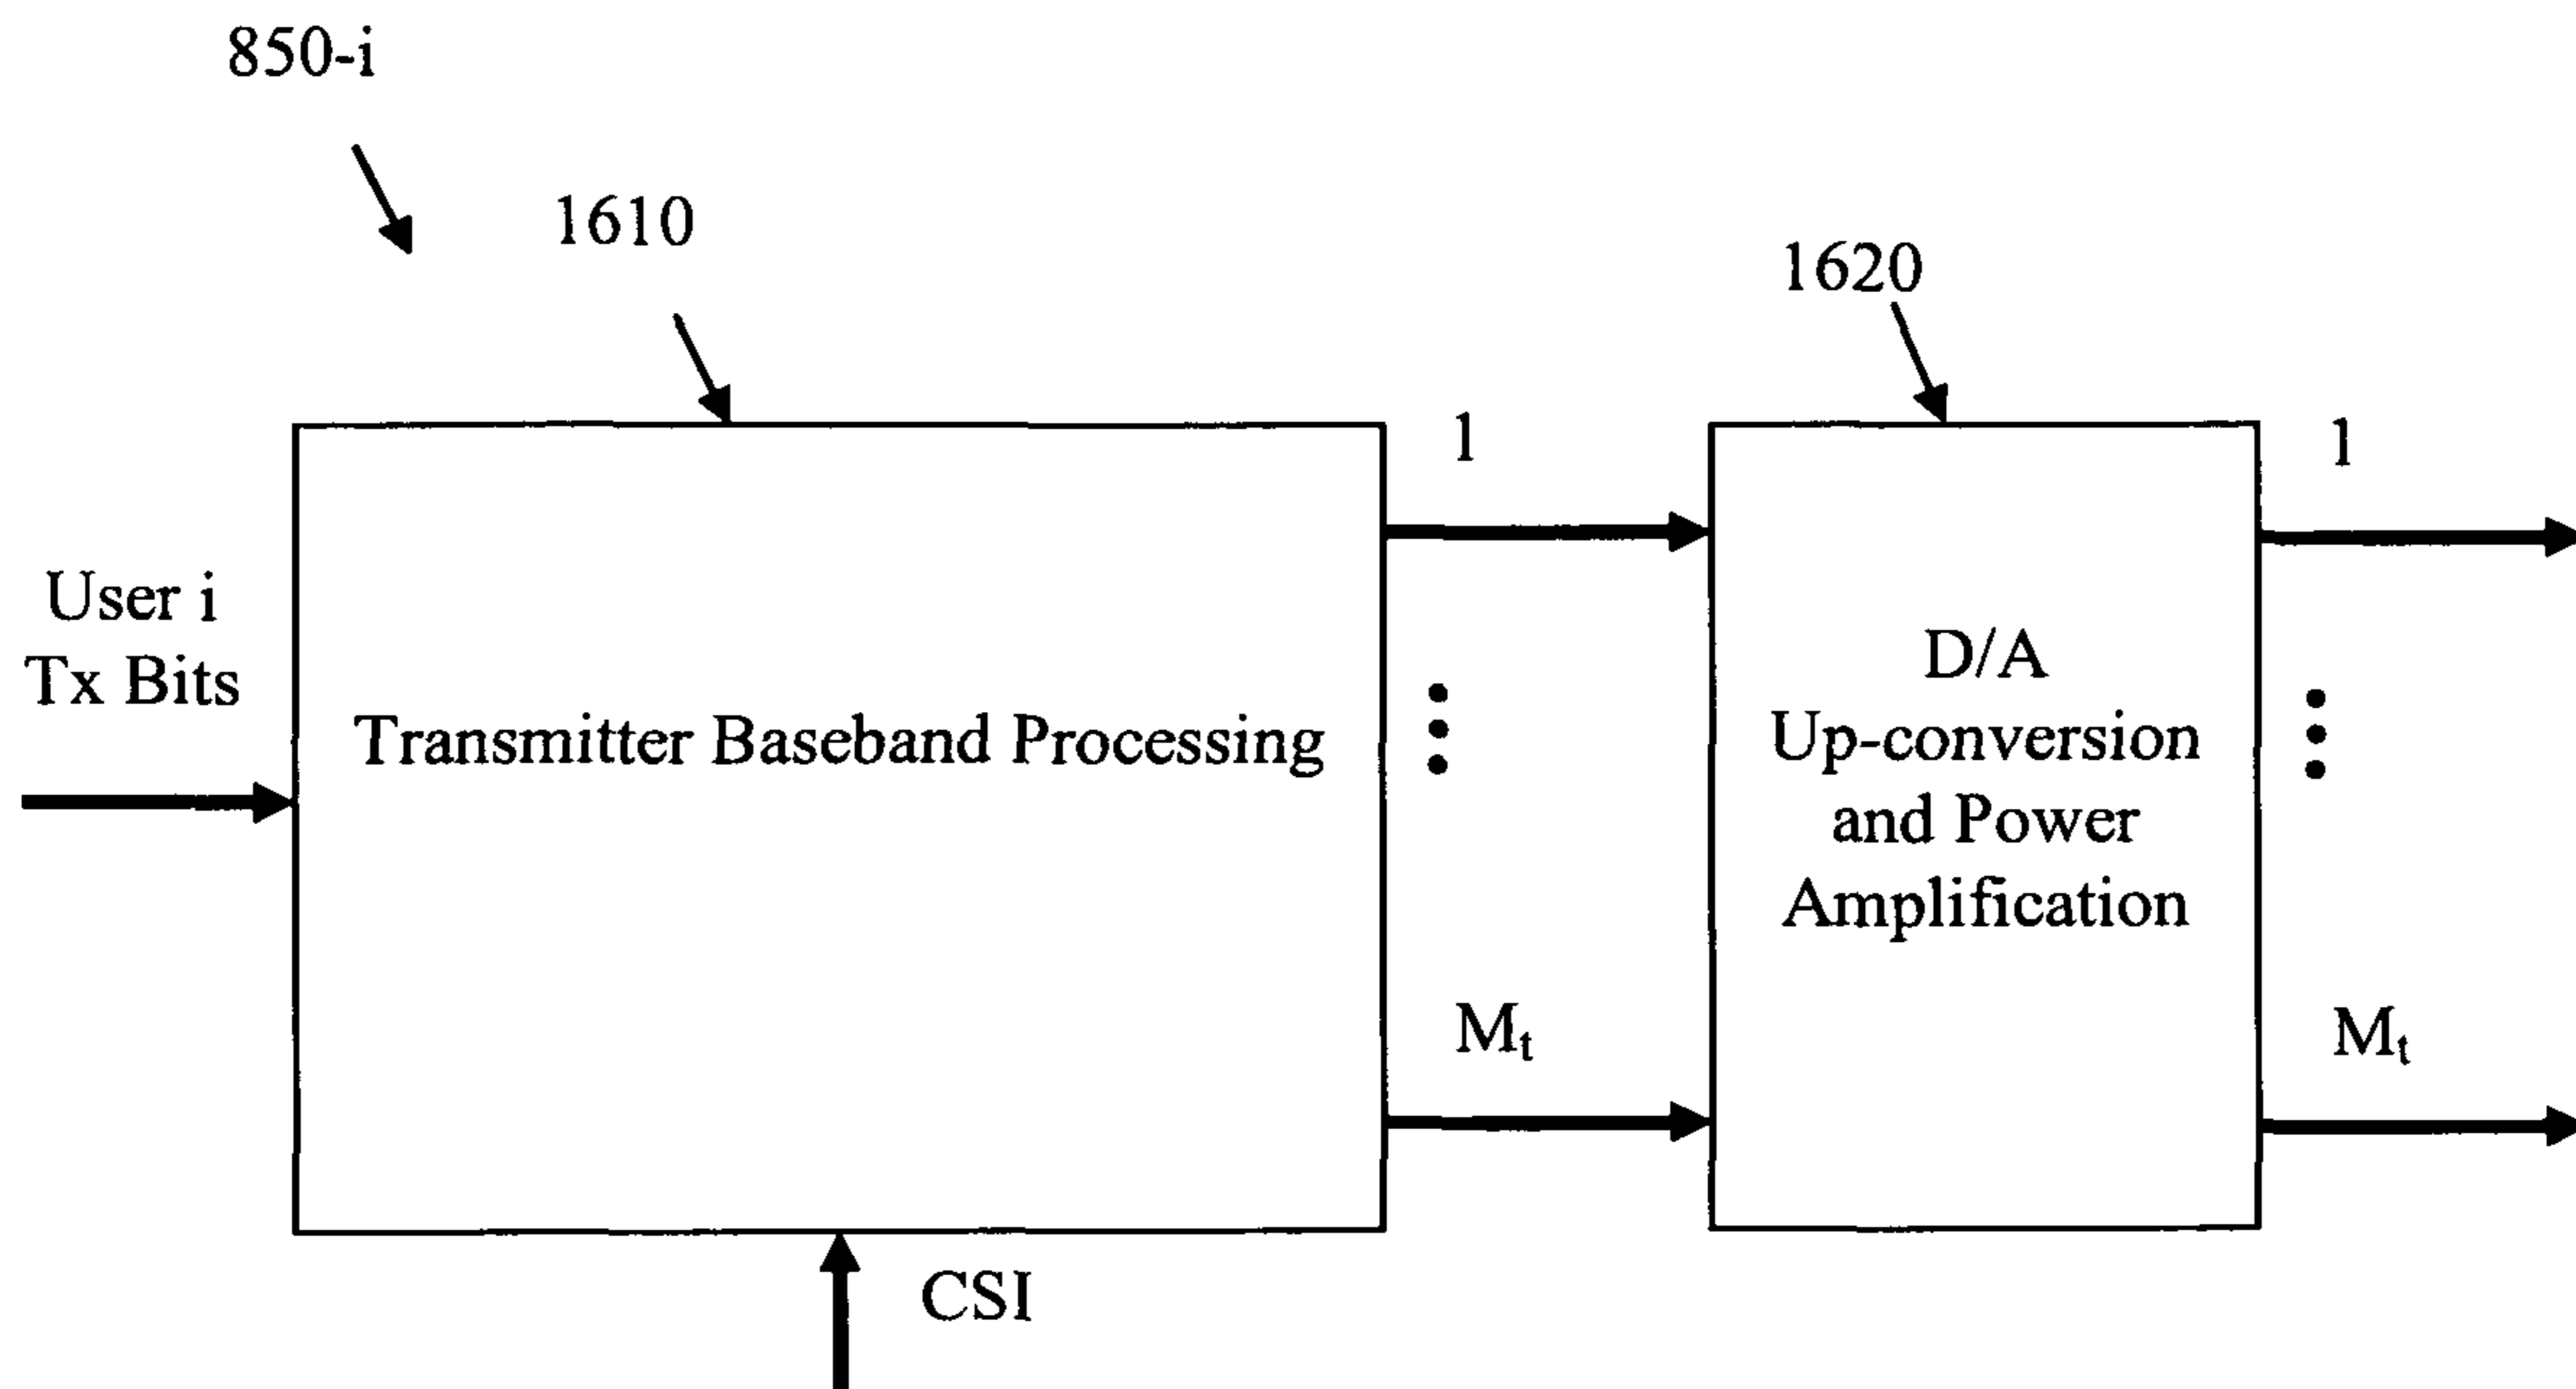 850-i
1610
1620
1
1
User i
Tx Bits
Transmitter Baseband Processing
D/A
Up-conversion
and Power
Amplification
Mₜ
Mₜ
CSI